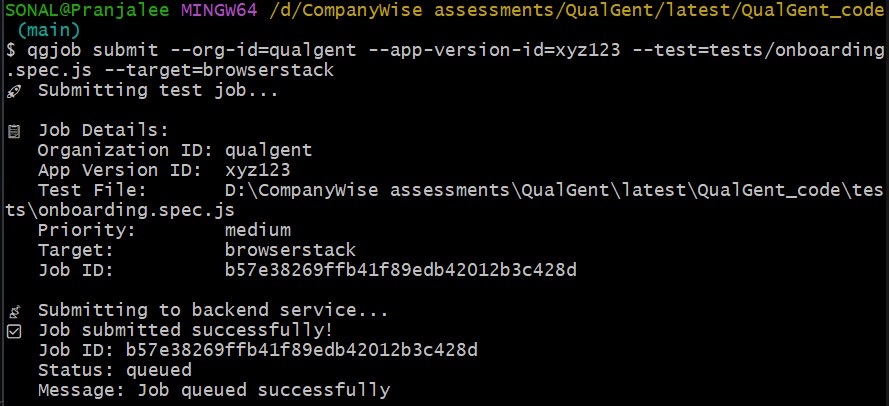 SONAL@Pranjalee MINGW64 /d/CompanyWise assessments/QualGent/latest/QualGent_code
(main)
$ qgjob submit --org-id=qualgent --app-version-id=xyz123 --test=tests/onboarding
.spec.js --target=browserstack
🚀 Submitting test job...
📋 Job Details:
Organization ID: qualgent
App Version ID: xyz123
Test File: D:\CompanyWise assessments\QualGent\latest\QualGent_code\tes
ts\onboarding.spec.js
Priority: medium
Target: browserstack
Job ID: b57e38269ffb41f89edb42012b3c428d
📡 Submitting to backend service...
☑ Job submitted successfully!
Job ID: b57e38269ffb41f89edb42012b3c428d
Status: queued
Message: Job queued successfully